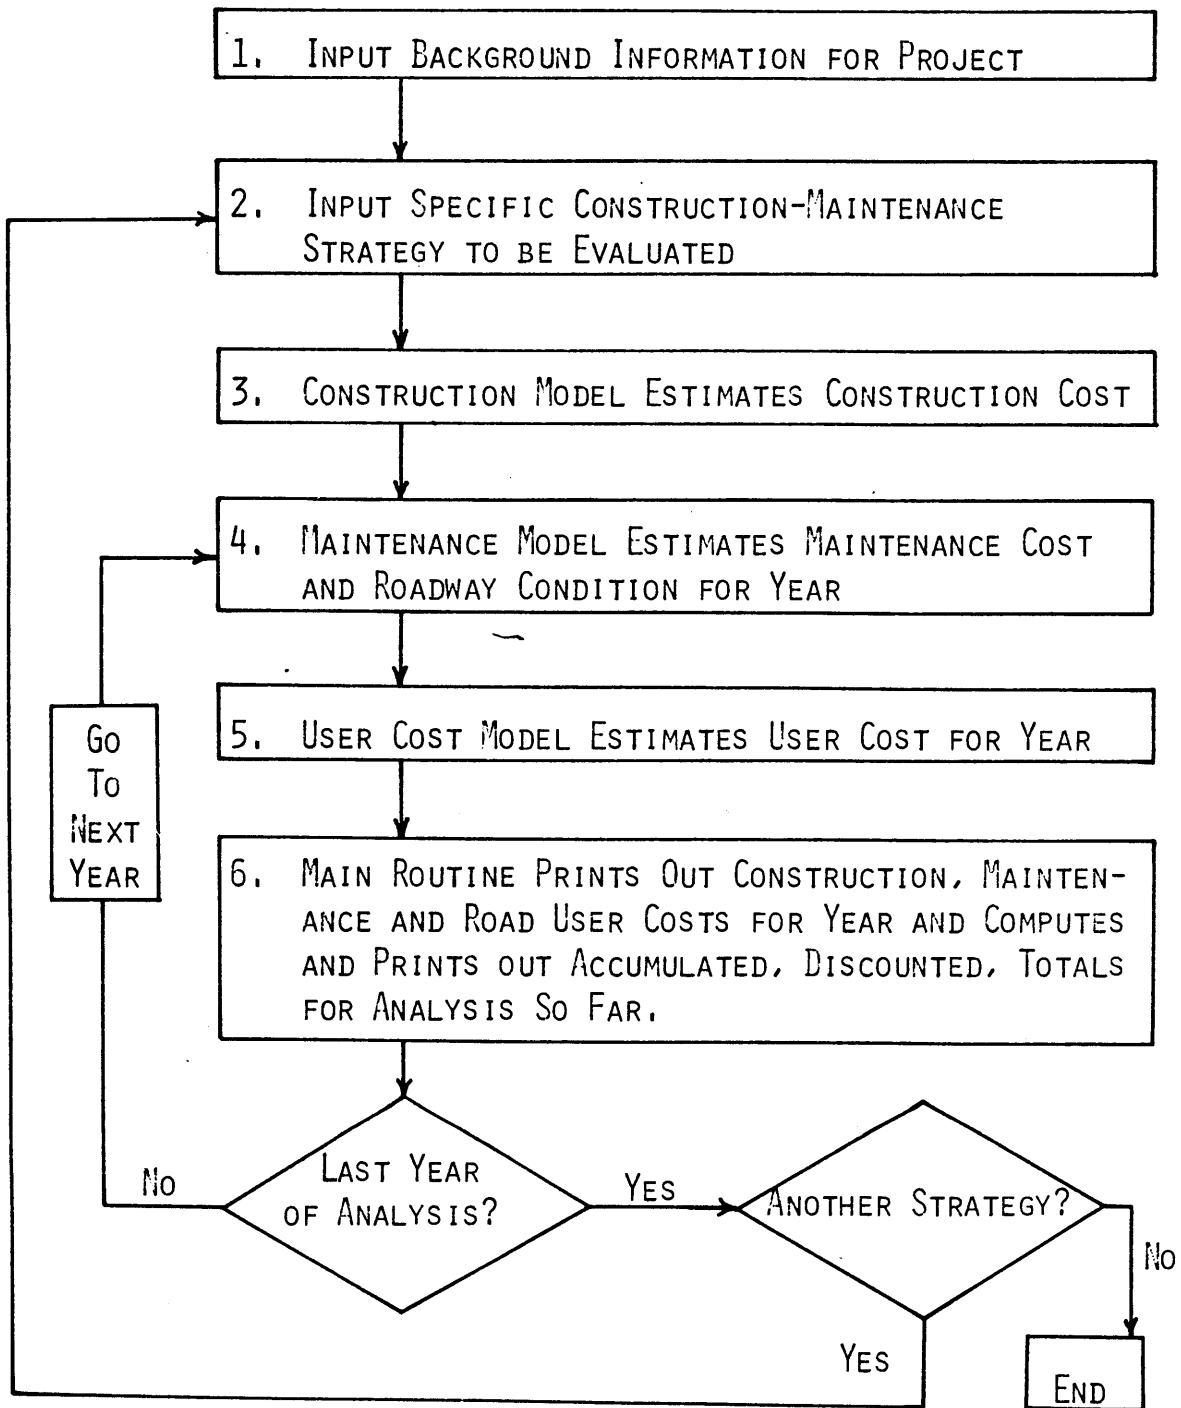 1. INPUT BACKGROUND INFORMATION FOR PROJECT
2. INPUT SPECIFIC CONSTRUCTION-MAINTENANCE
STRATEGY TO BE EVALUATED
3. CONSTRUCTION MODEL ESTIMATES CONSTRUCTION COST
4. MAINTENANCE MODEL ESTIMATES MAINTENANCE COST
AND ROADWAY CONDITION FOR YEAR
5. USER COST MODEL ESTIMATES USER COST FOR YEAR
GO
TO
NEXT
YEAR
6. MAIN ROUTINE PRINTS OUT CONSTRUCTION, MAINTEN-
ANCE AND ROAD USER COSTS FOR YEAR AND COMPUTES
AND PRINTS OUT ACCUMULATED, DISCOUNTED, TOTALS
FOR ANALYSIS SO FAR.
NO
LAST YEAR
OF ANALYSIS?
YES
ANOTHER STRATEGY?
NO
YES
END